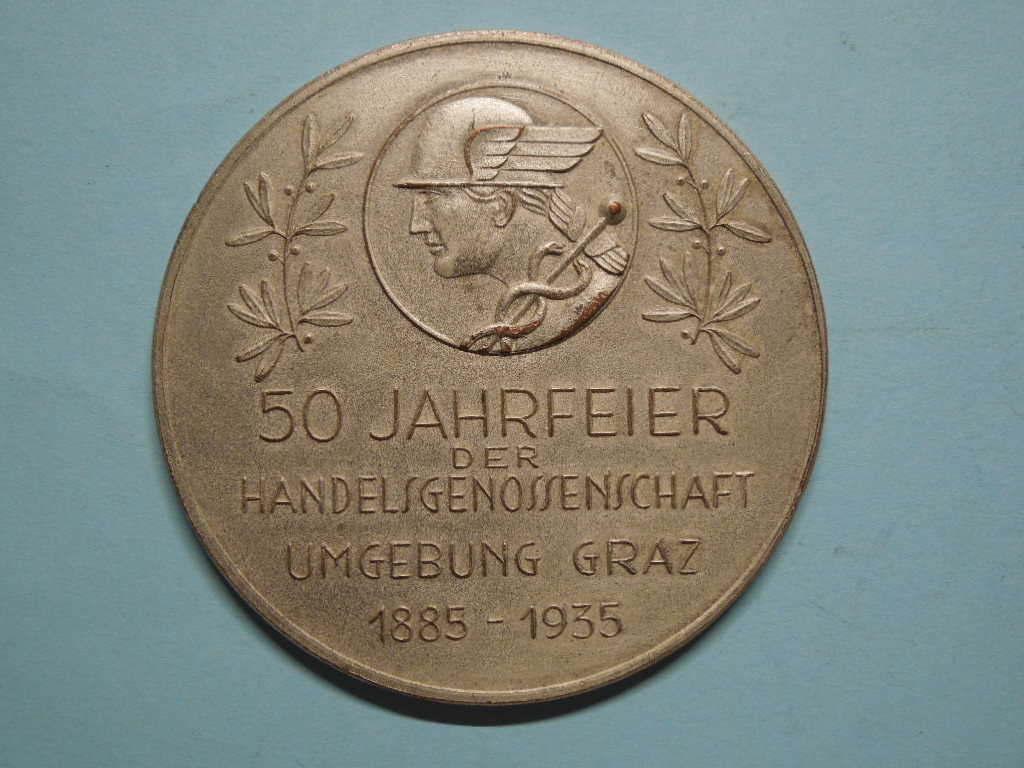 50 JAHRFEIER
DER
HANDELSGENOSSENSCHAFT
UMGEBUNG GRAZ
1885 - 1935